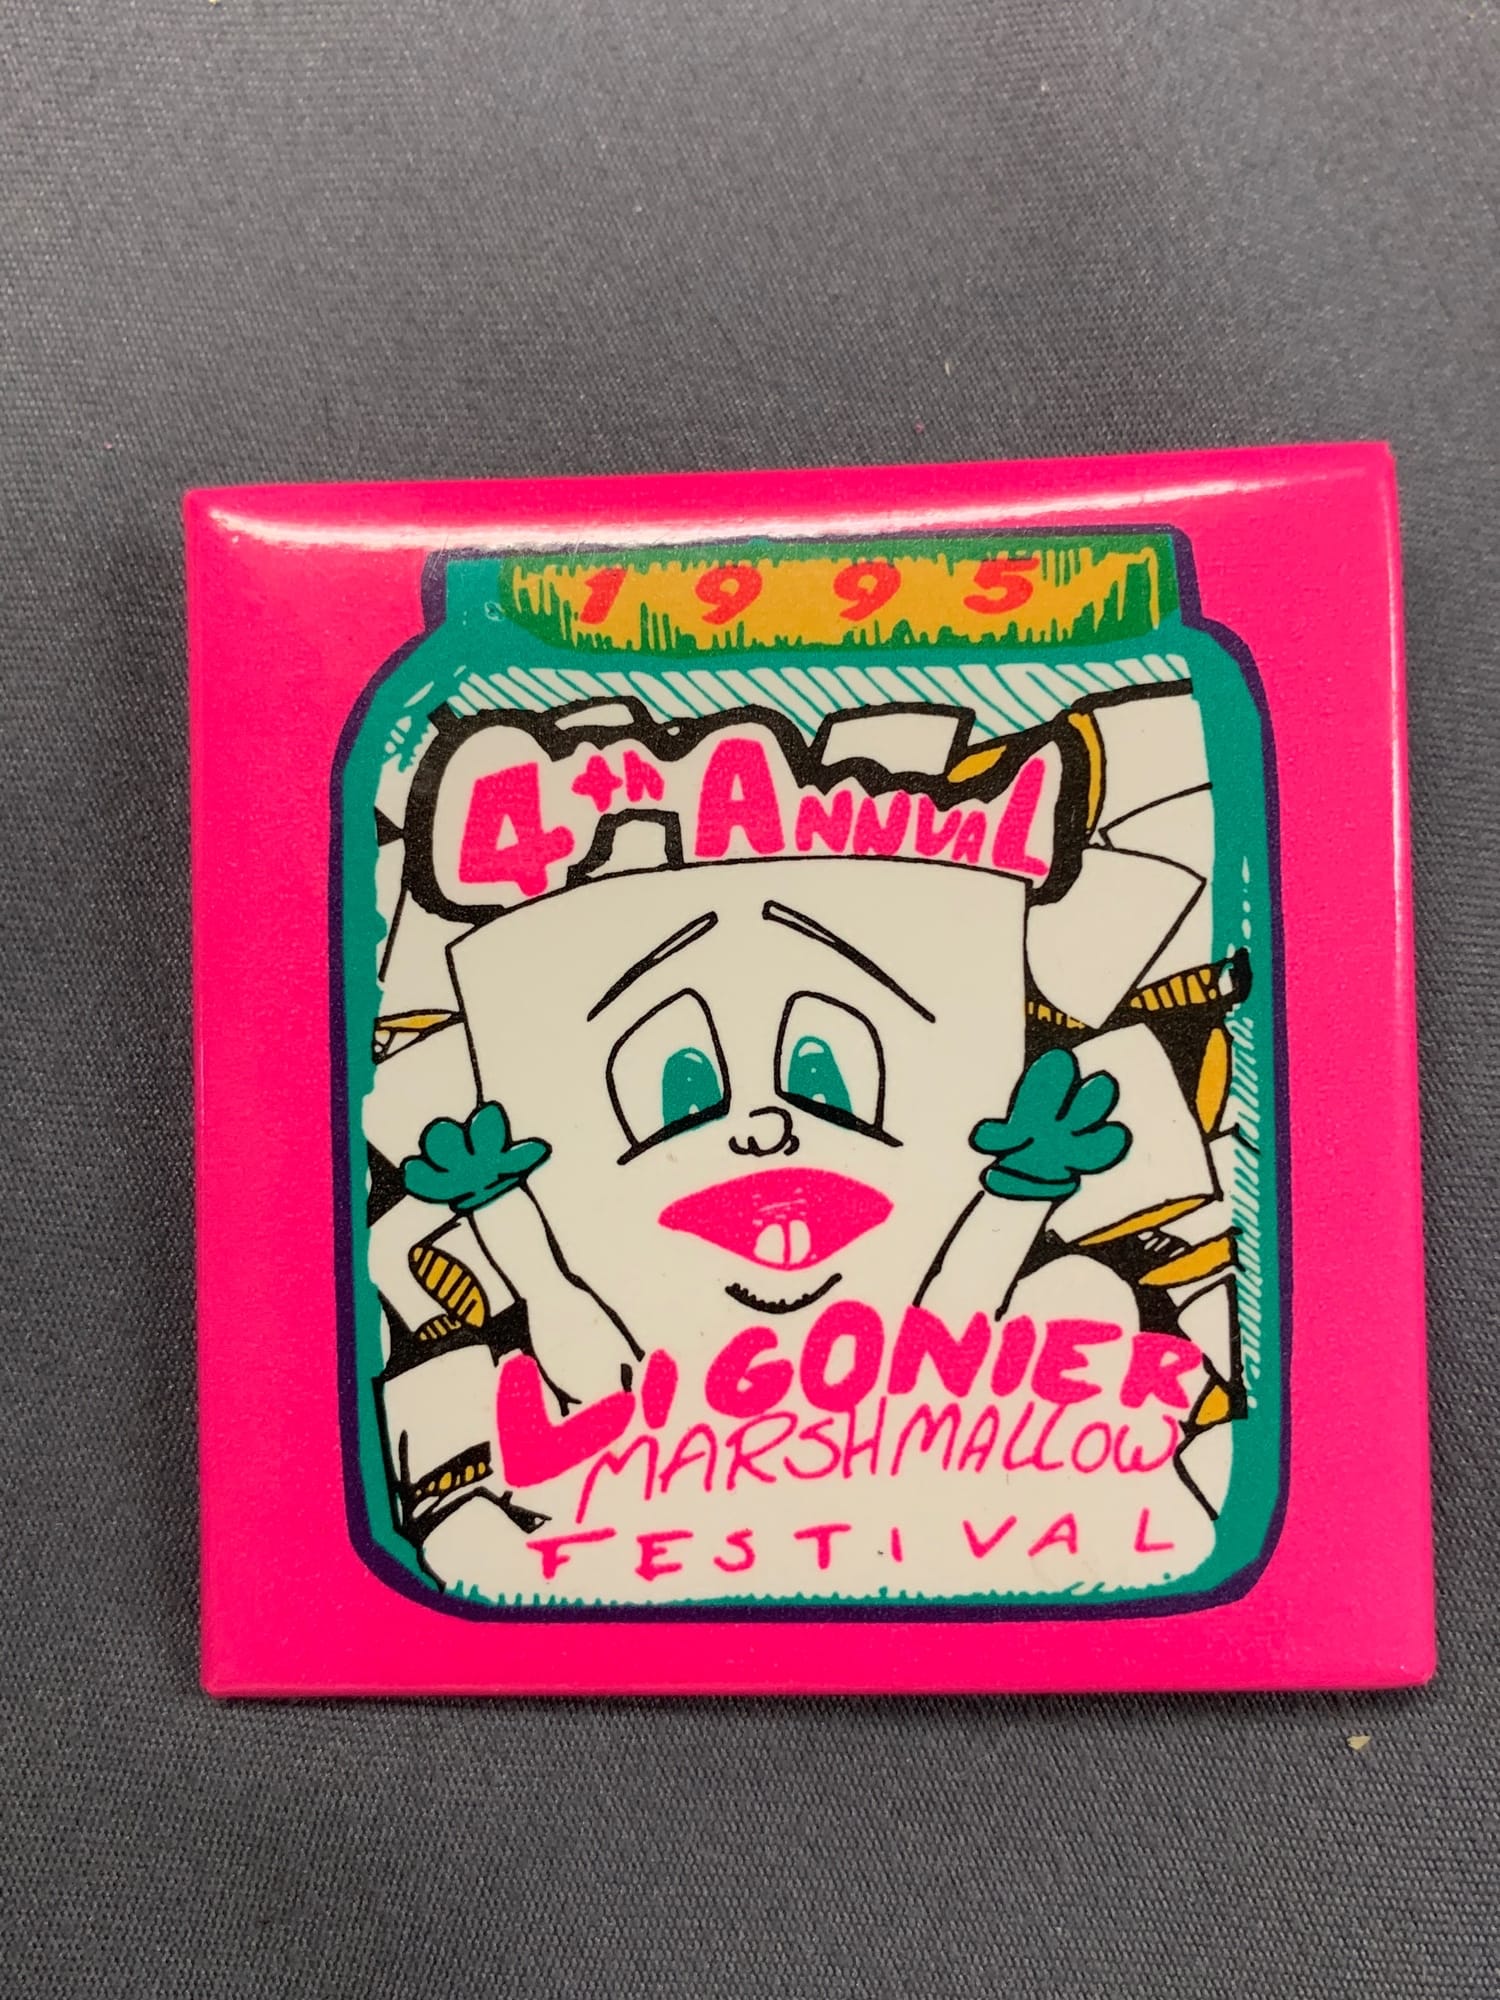 1995
4th ANNUAL
LIGONIER
MARSHMALLOW
FESTIVAL